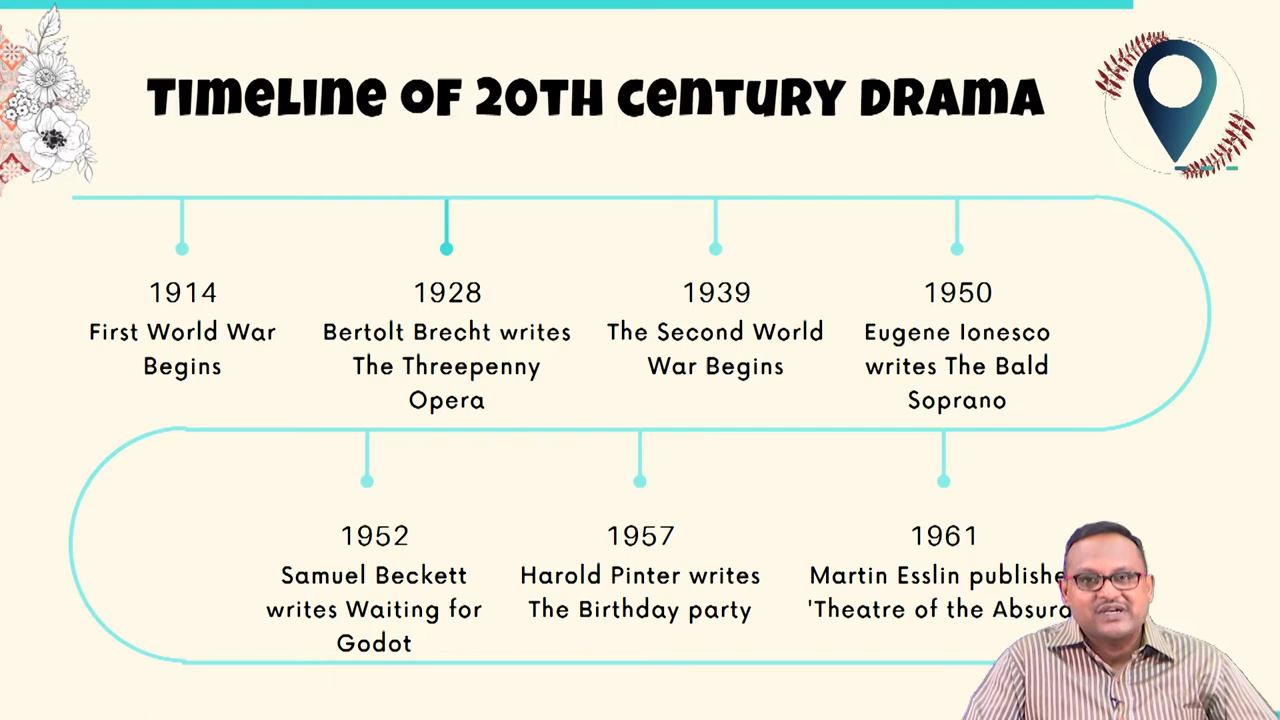 TIMELINE OF 20TH CENTURY DRAMA
1914
First World War
Begins
1928
Bertolt Brecht writes
The Threepenny
Opera
1939
The Second World
War Begins
1950
Eugene Ionesco
writes The Bald
Soprano
1952
Samuel Beckett
writes Waiting for
Godot
1957
Harold Pinter writes
The Birthday party
1961
Martin Esslin
'Theatre of the